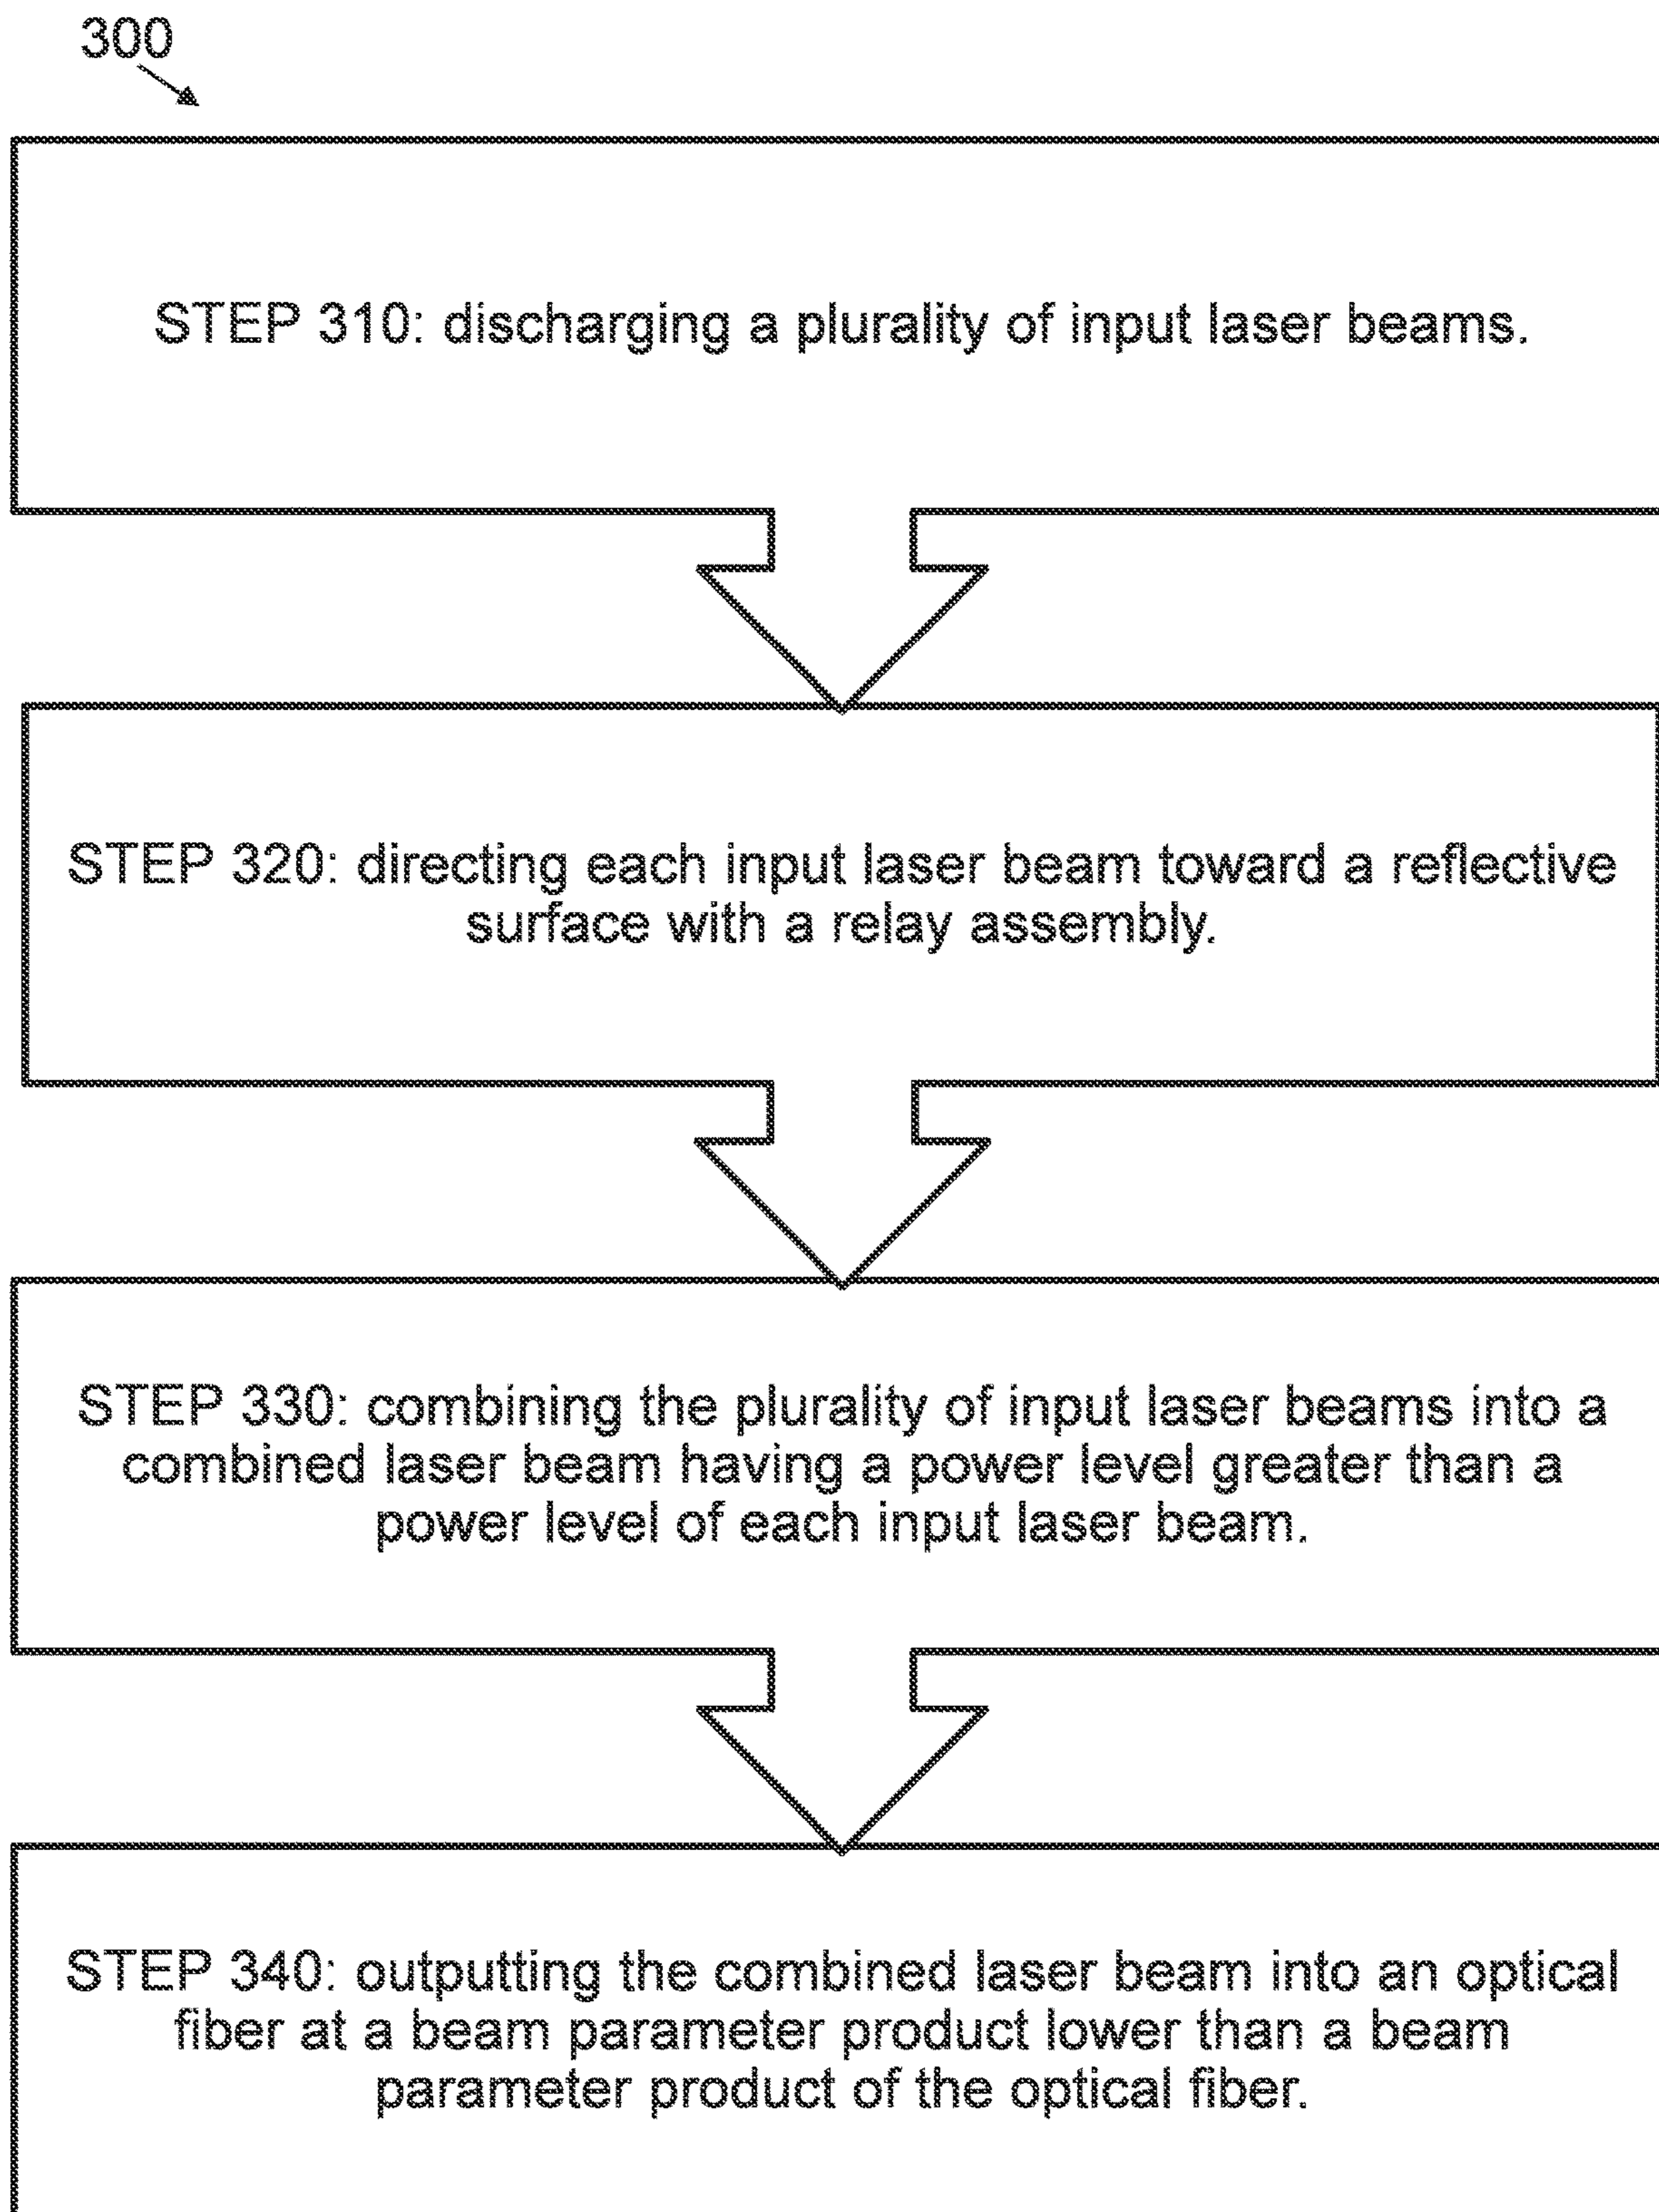 300
STEP 310: discharging a plurality of input laser beams.
STEP 320: directing each input laser beam toward a reflective
surface with a relay assembly.
STEP 330: combining the plurality of input laser beams into a
combined laser beam having a power level greater than a
power level of each input laser beam.
STEP 340: outputting the combined laser beam into an optical
fiber at a beam parameter product lower than a beam
parameter product of the optical fiber.